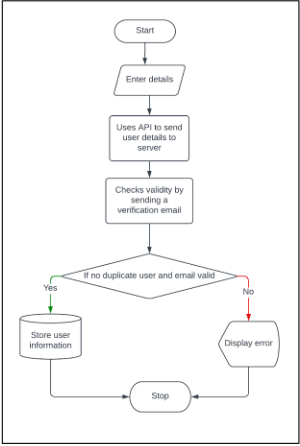 Start
Enter details
Uses API to send
user details to
server
Checks validity by
sending a
verification email
If no duplicate user and email valid
Yes
No
Store user
information
Display error
Stop